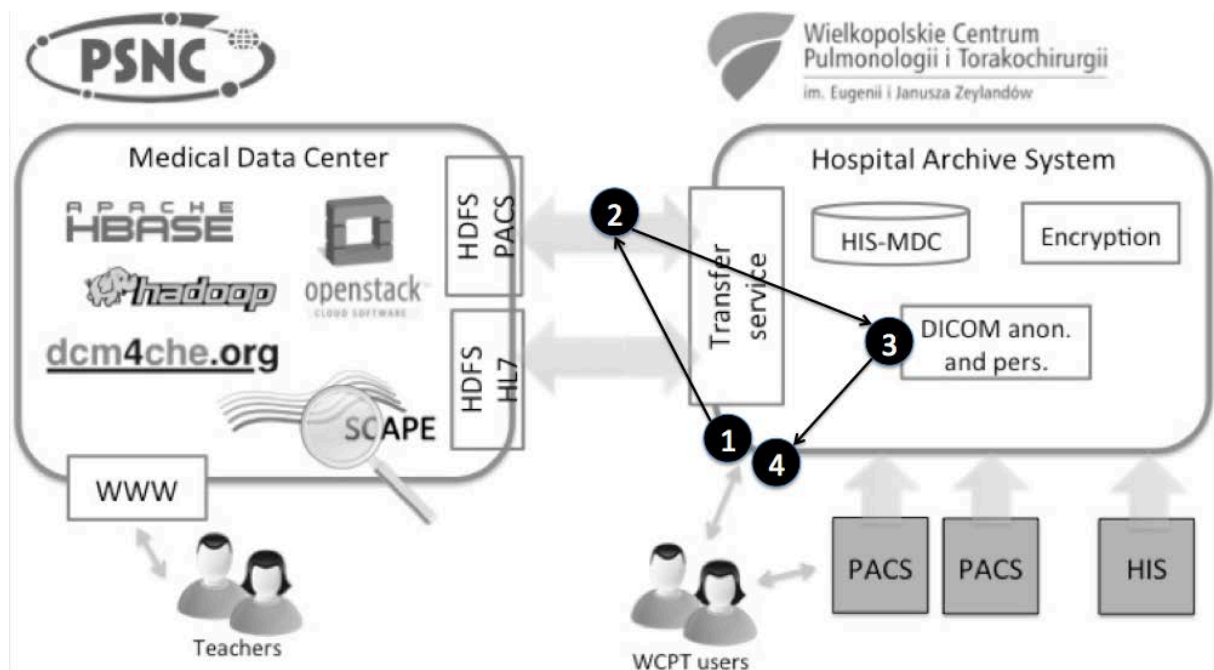 PSNC
Wielkopolskie Centrum
Pulmonologii i Torakochirurgii
im. Eugenii i Janusza Zeylandów
Medical Data Center
APACHE
HBASE
hadoop
openstack
CLOUD SOFTWARE
dcm4che.org
SCAPE
HDFS
PACS
HDFS
HL7
WWW
Teachers
Hospital Archive System
Transfer
service
HIS-MDC
Encryption
DICOM anon.
and pers.
2
3
1
4
WCPT users
PACS
PACS
HIS